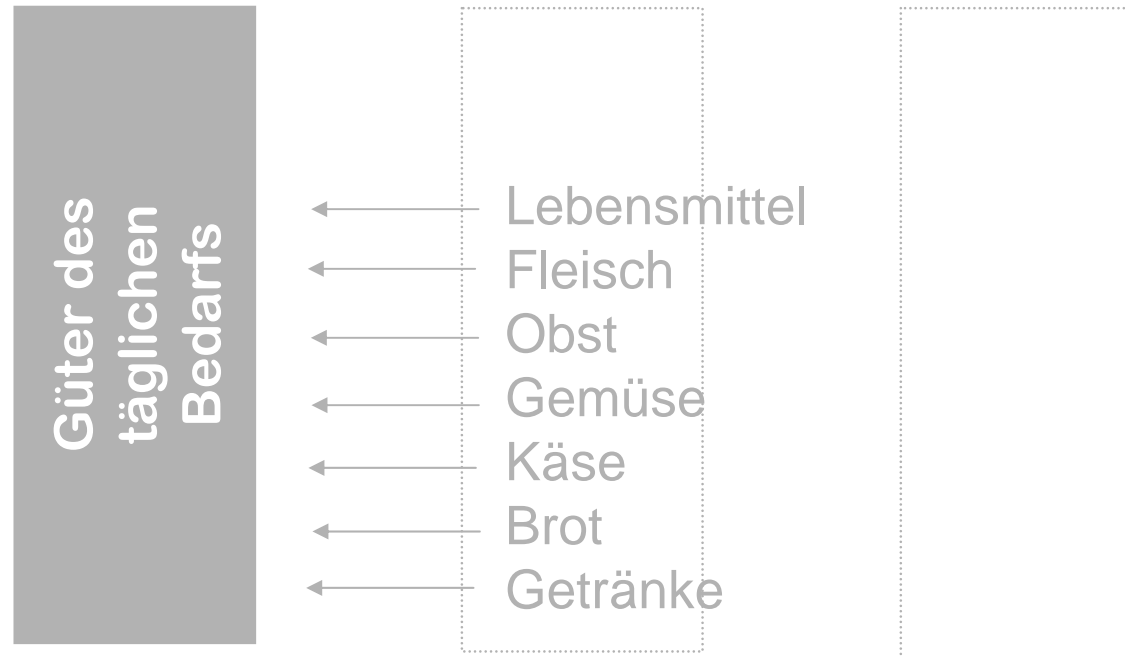 Güter des
täglichen
Bedarfs
Lebensmittel
Fleisch
Obst
Gemüse
Käse
Brot
Getränke